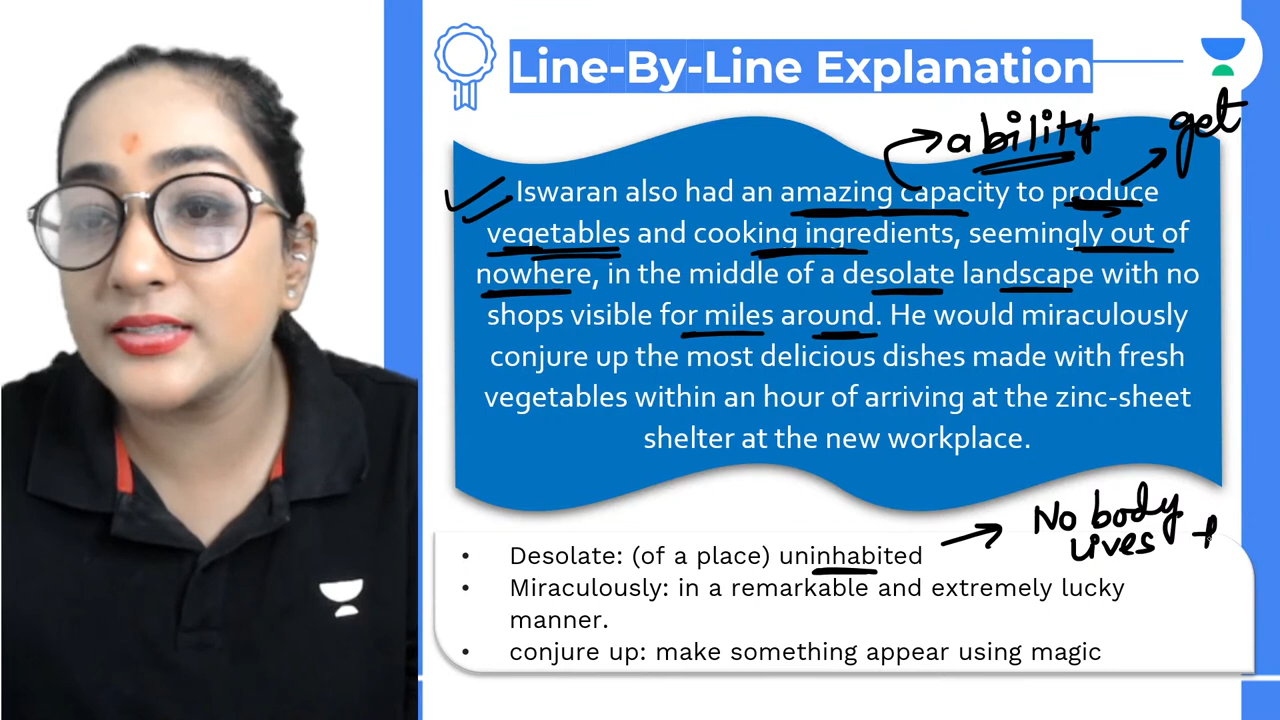 Line-By-Line Explanation
ability
get
Iswaran also had an amazing capacity to produce
vegetables and cooking ingredients, seemingly out of
nowhere, in the middle of a desolate landscape with no
shops visible for miles around. He would miraculously
conjure up the most delicious dishes made with fresh
vegetables within an hour of arriving at the zinc-sheet
shelter at the new workplace.
No body
lives
• Desolate: (of a place) uninhabited
• Miraculously: in a remarkable and extremely lucky
manner.
• conjure up: make something appear using magic